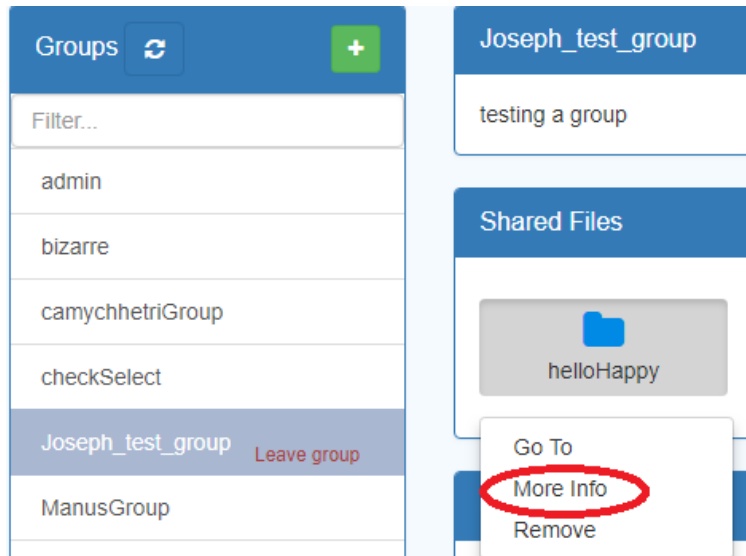 Groups
Filter...
admin
bizarre
camychhetriGroup
checkSelect
Joseph_test_group
Leave group
ManusGroup
Joseph_test_group
testing a group
Shared Files
helloHappy
Go To
More Info
Remove